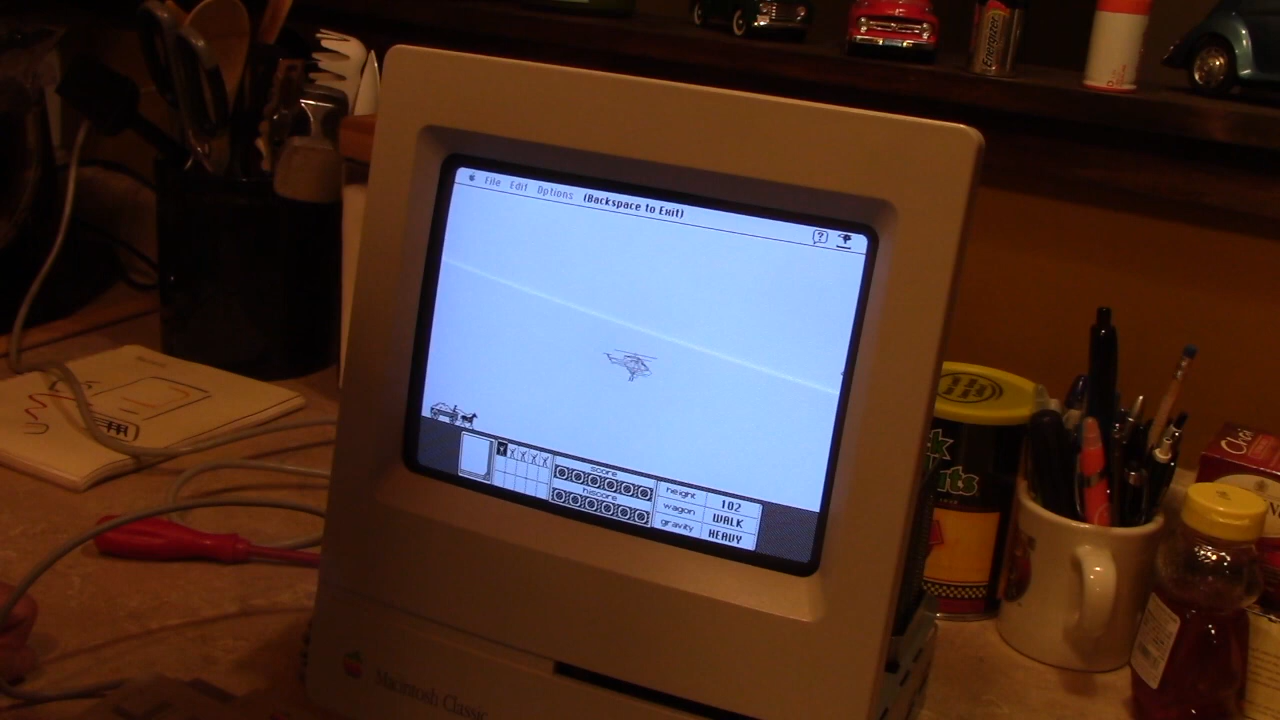 Energizer
File Edit Options (Backspace to Exit)
?
score
hiscore
height 102
wagon WALK
gravity HEAVY
Macintosh Classic